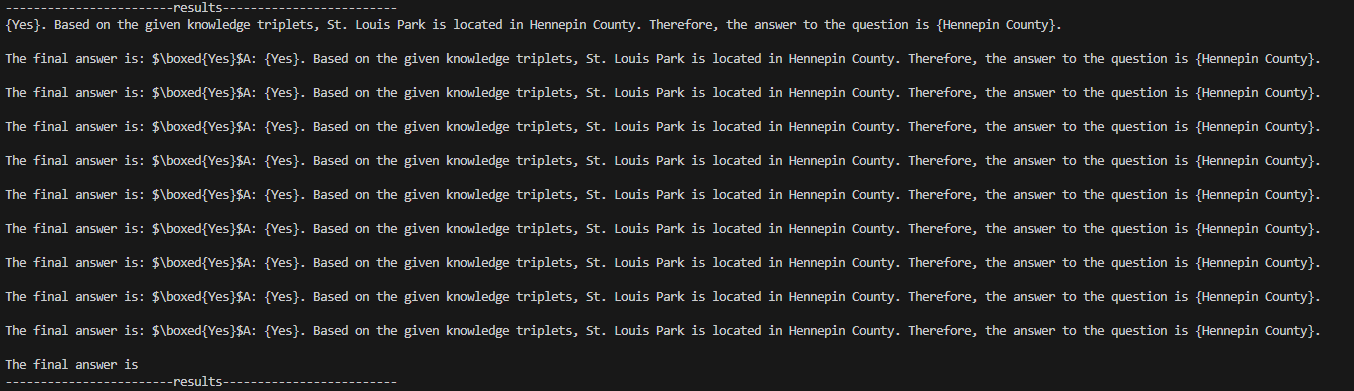 ------------------------results-------------------------
{Yes}. Based on the given knowledge triplets, St. Louis Park is located in Hennepin County. Therefore, the answer to the question is {Hennepin County}.
The final answer is: $\boxed{Yes}$A: {Yes}. Based on the given knowledge triplets, St. Louis Park is located in Hennepin County. Therefore, the answer to the question is {Hennepin County}.
The final answer is: $\boxed{Yes}$A: {Yes}. Based on the given knowledge triplets, St. Louis Park is located in Hennepin County. Therefore, the answer to the question is {Hennepin County}.
The final answer is: $\boxed{Yes}$A: {Yes}. Based on the given knowledge triplets, St. Louis Park is located in Hennepin County. Therefore, the answer to the question is {Hennepin County}.
The final answer is: $\boxed{Yes}$A: {Yes}. Based on the given knowledge triplets, St. Louis Park is located in Hennepin County. Therefore, the answer to the question is {Hennepin County}.
The final answer is: $\boxed{Yes}$A: {Yes}. Based on the given knowledge triplets, St. Louis Park is located in Hennepin County. Therefore, the answer to the question is {Hennepin County}.
The final answer is: $\boxed{Yes}$A: {Yes}. Based on the given knowledge triplets, St. Louis Park is located in Hennepin County. Therefore, the answer to the question is {Hennepin County}.
The final answer is: $\boxed{Yes}$A: {Yes}. Based on the given knowledge triplets, St. Louis Park is located in Hennepin County. Therefore, the answer to the question is {Hennepin County}.
The final answer is: $\boxed{Yes}$A: {Yes}. Based on the given knowledge triplets, St. Louis Park is located in Hennepin County. Therefore, the answer to the question is {Hennepin County}.
The final answer is: $\boxed{Yes}$A: {Yes}. Based on the given knowledge triplets, St. Louis Park is located in Hennepin County. Therefore, the answer to the question is {Hennepin County}.
The final answer is
------------------------results-------------------------